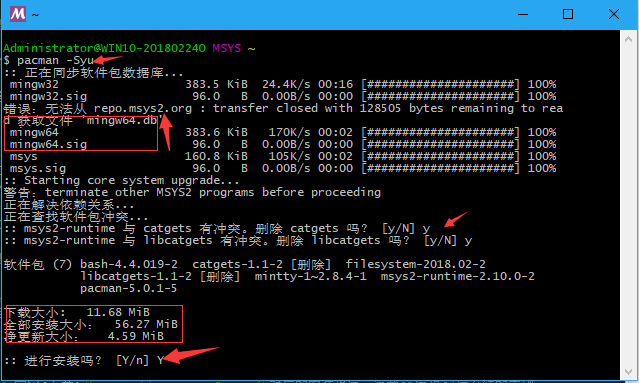 ~
Administrator@WIN10-201802240 MSYS ~
$ pacman -Syu
:: 正在同步软件包数据库...
mingw32 383.5 KiB 24.4K/s 00:16 [######################] 100%
mingw32.sig 96.0 B 0.00B/s 00:00 [######################] 100%
错误：无法从 repo.msys2.org : transfer closed with 128505 bytes remaining to rea
d 获取文件 'mingw64.db'
mingw64 383.6 KiB 170K/s 00:02 [######################] 100%
mingw64.sig 96.0 B 0.00B/s 00:00 [######################] 100%
msys 160.8 KiB 105K/s 00:02 [######################] 100%
msys.sig 96.0 B 0.00B/s 00:00 [######################] 100%
:: Starting core system upgrade...
警告：terminate other MSYS2 programs before proceeding
正在解决依赖关系...
正在查找软件包冲突...
:: msys2-runtime 与 catgets 有冲突。删除 catgets 吗？ [y/N] y
:: msys2-runtime 与 libcatgets 有冲突。删除 libcatgets 吗？ [y/N] y
软件包 (7) bash-4.4.019-2 catgets-1.1-2 [删除] filesystem-2018.02-2
libcatgets-1.1-2 [删除] mintty-1~2.8.4-1 msys2-runtime-2.10.0-2
pacman-5.0.1-5
下载大小: 11.68 MiB
全部安装大小： 56.27 MiB
净更新大小： 4.59 MiB
:: 进行安装吗？ [Y/n] Y